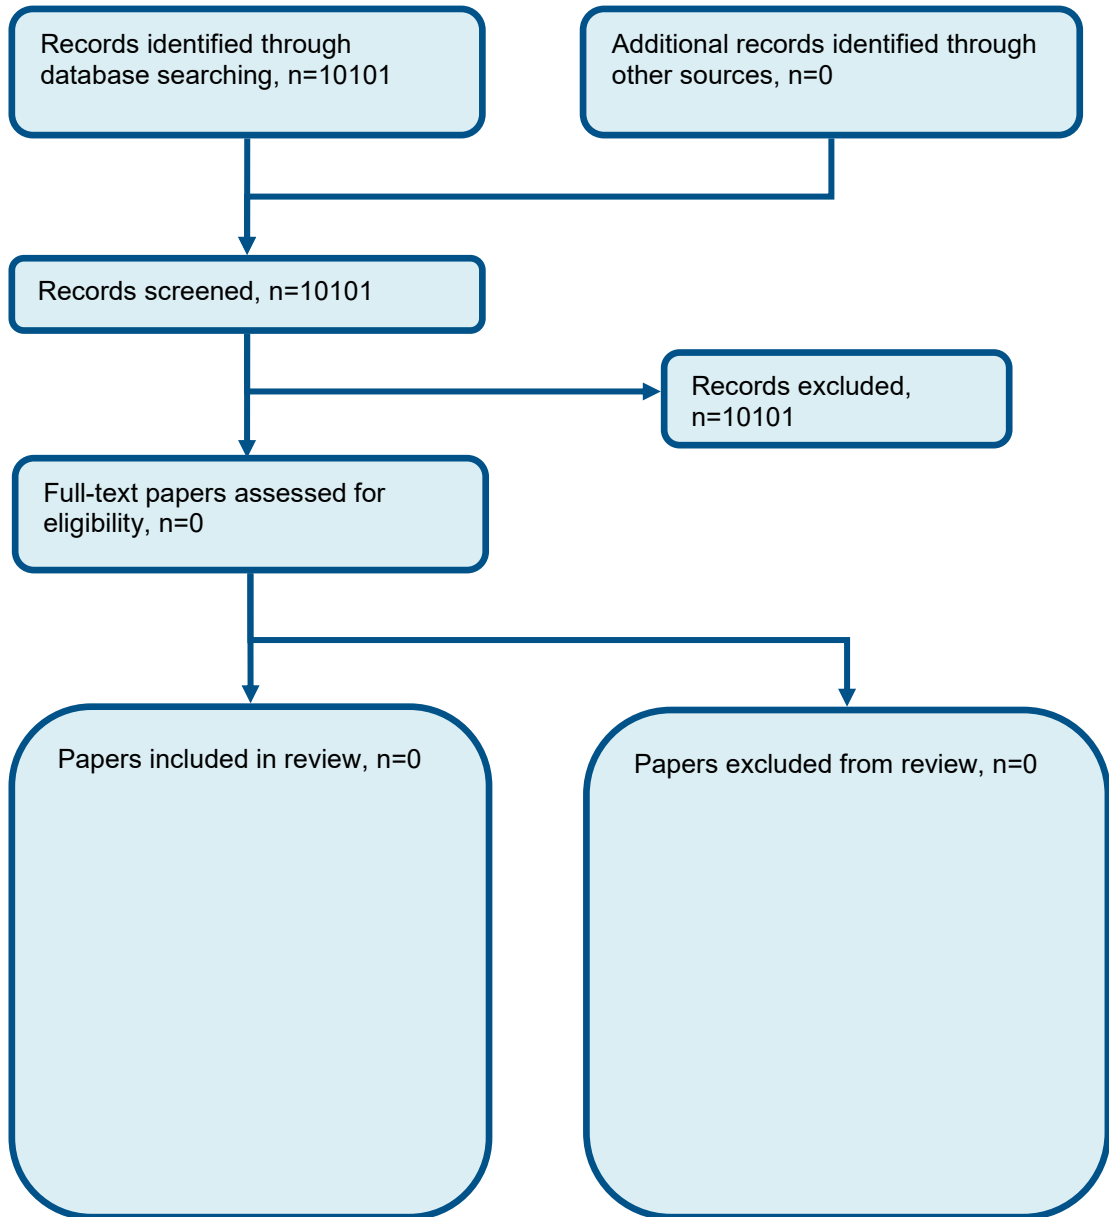 Records identified through
database searching, n=10101
Additional records identified through
other sources, n=0
Records screened, n=10101
Records excluded,
n=10101
Full-text papers assessed for
eligibility, n=0
Papers included in review, n=0
Papers excluded from review, n=0